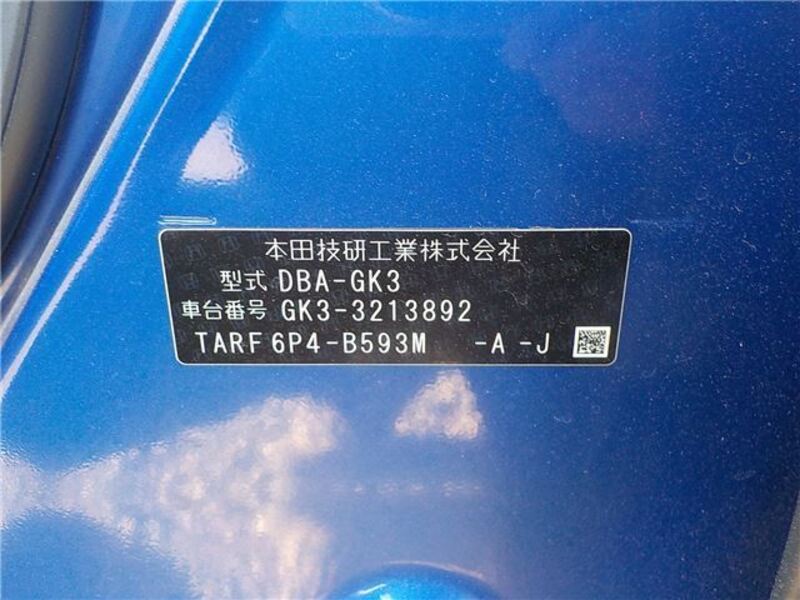 本田技研工業株式会社
型式 DBA-GK3
車台番号 GK3-3213892
TARF 6P4-B593M -A -J